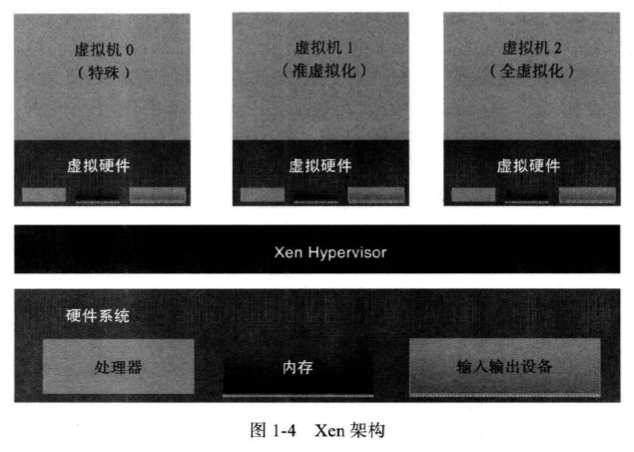 虚拟机 0
（特殊）
虚拟机 1
（准虚拟化）
虚拟机 2
（全虚拟化）
虚拟硬件
虚拟硬件
虚拟硬件
Xen Hypervisor
硬件系统
处理器
内存
输入输出设备
图 1-4 Xen 架构